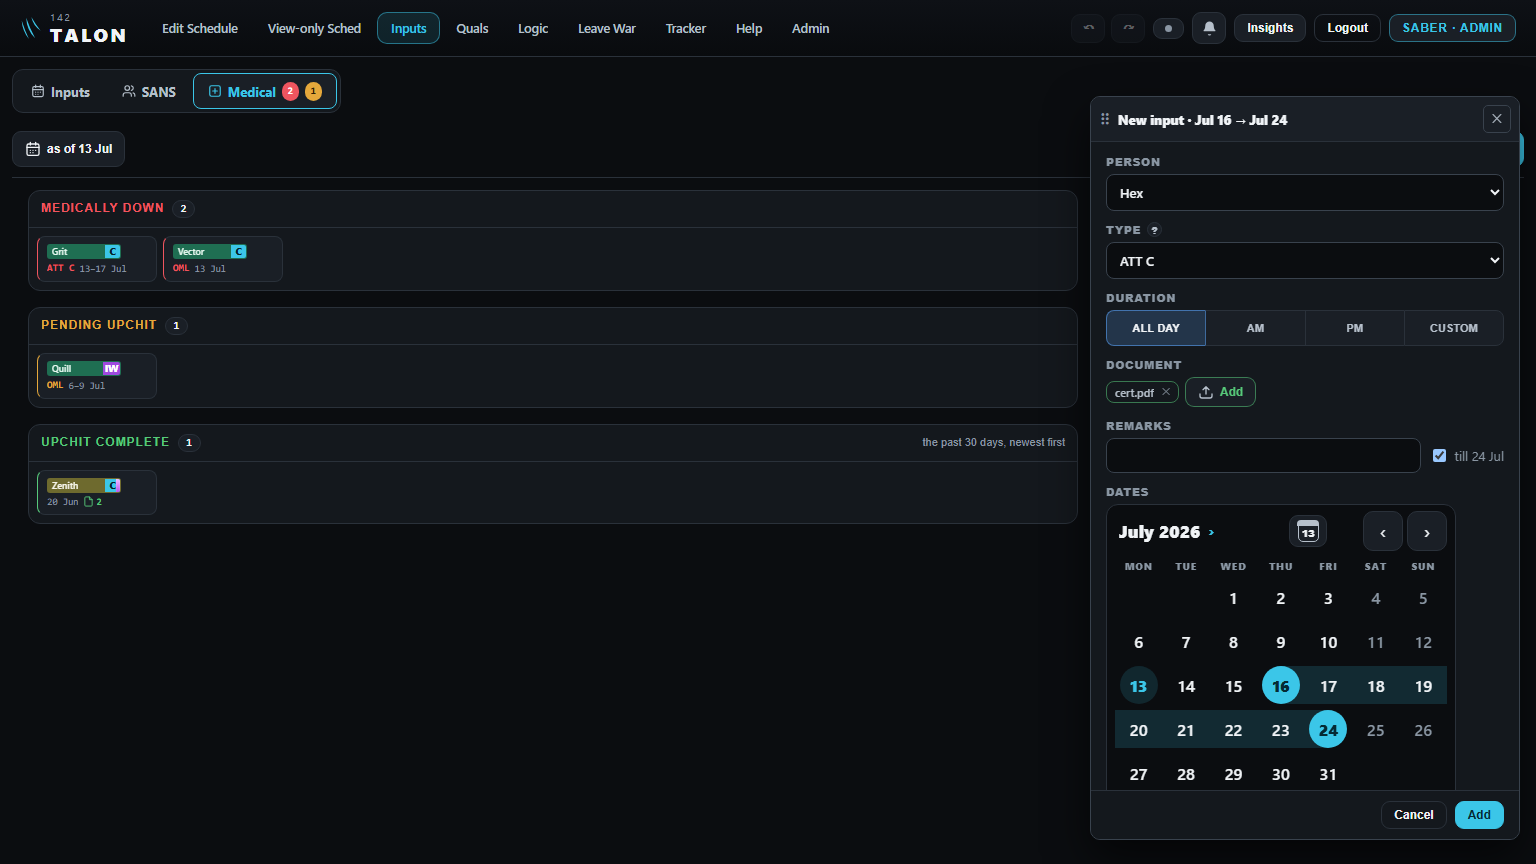 142
TALON
Edit Schedule
View-only Sched
Inputs
Quals
Logic
Leave War
Tracker
Help
Admin
Insights
Logout
SABER · ADMIN
Inputs
SANS
Medical 2 1
as of 13 Jul
MEDICALLY DOWN 2
Grit C
ATT C 13–17 Jul
Vector C
OML 13 Jul
PENDING UPCHIT 1
Quill IW
OML 6–9 Jul
UPCHIT COMPLETE 1
the past 30 days, newest first
Zenith C
20 Jun 2
New input · Jul 16 → Jul 24
PERSON
Hex
TYPE ?
ATT C
DURATION
ALL DAY AM PM CUSTOM
DOCUMENT
cert.pdf × Add
REMARKS
till 24 Jul
DATES
July 2026 › 13 ‹ ›
MON TUE WED THU FRI SAT SUN
1 2 3 4 5
6 7 8 9 10 11 12
13 14 15 16 17 18 19
20 21 22 23 24 25 26
27 28 29 30 31
Cancel Add